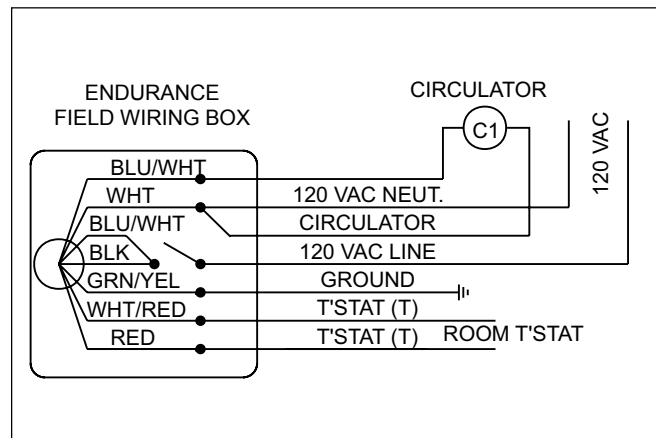 ENDURANCE
FIELD WIRING BOX
CIRCULATOR
C1
120 VAC
BLU/WHT
WHT
120 VAC NEUT.
BLU/WHT
CIRCULATOR
BLK
120 VAC LINE
GRN/YEL
GROUND
WHT/RED
T'STAT (T)
ROOM T'STAT
RED
T'STAT (T)